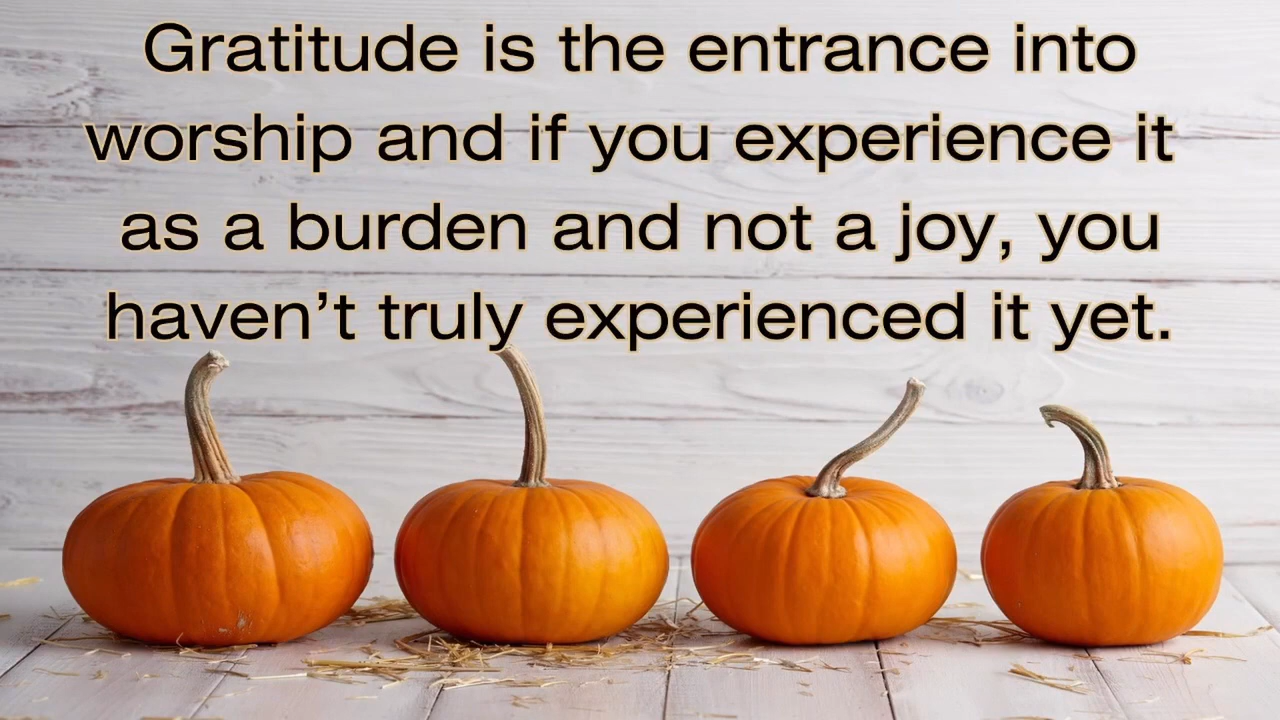 Gratitude is the entrance into
worship and if you experience it
as a burden and not a joy, you
haven’t truly experienced it yet.